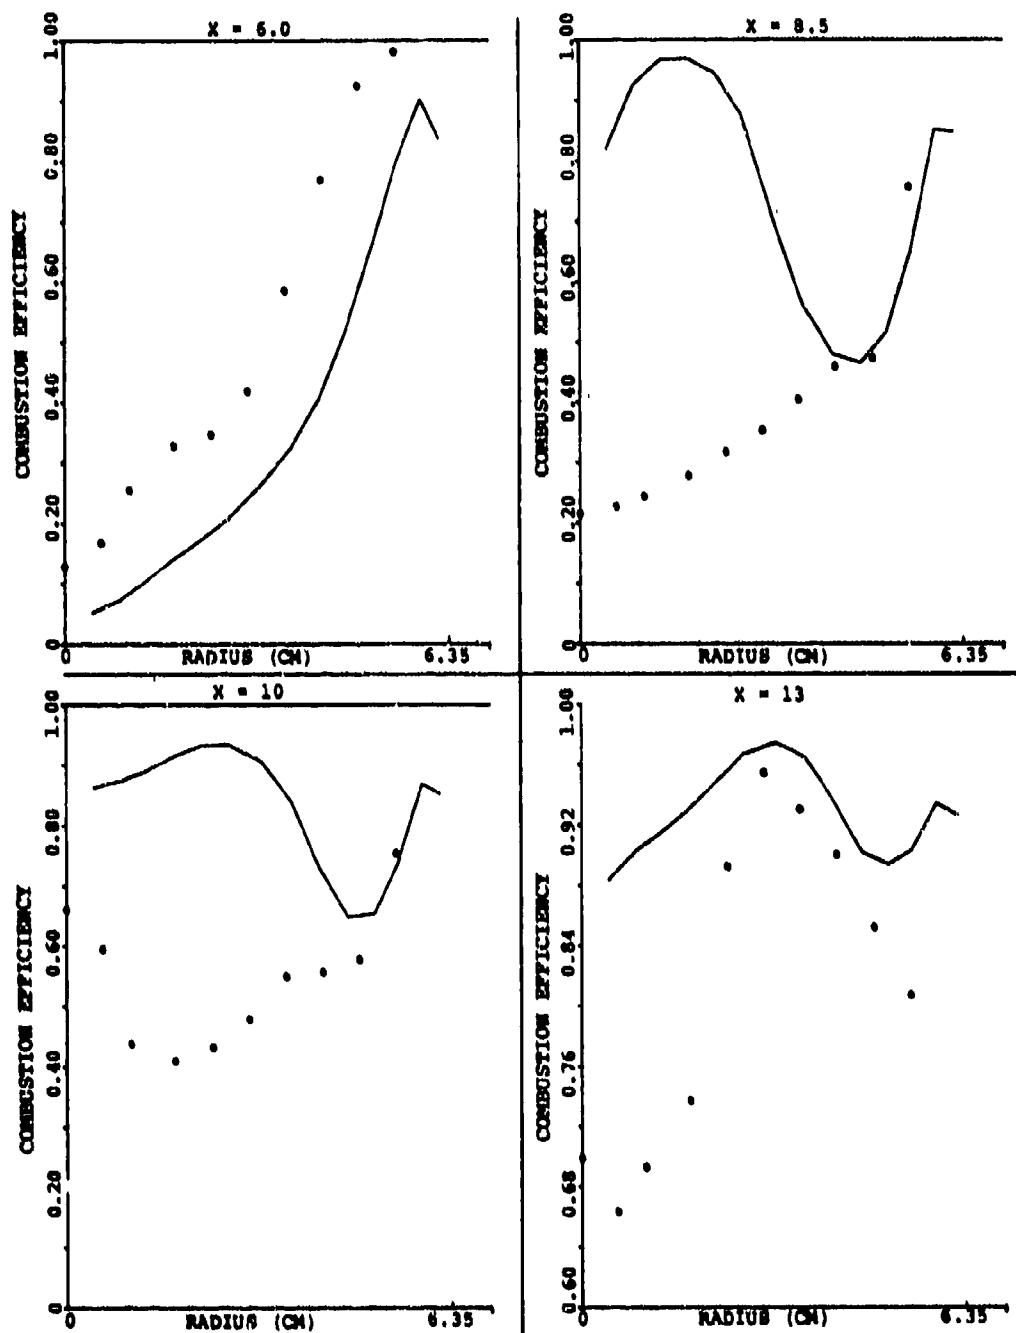 X = 6.0
1.00
0.80
0.60
0.40
0.20
0
COMBUSTION EFFICIENCY
0
RADIUS (CM)
6.35
X = 8.5
1.00
0.80
0.60
0.40
0.20
0
COMBUSTION EFFICIENCY
0
RADIUS (CM)
6.35
X = 10
1.00
0.80
0.60
0.40
0.20
0
COMBUSTION EFFICIENCY
0
RADIUS (CM)
6.35
X = 13
1.00
0.92
0.84
0.76
0.68
0.60
COMBUSTION EFFICIENCY
0
RADIUS (CM)
6.35